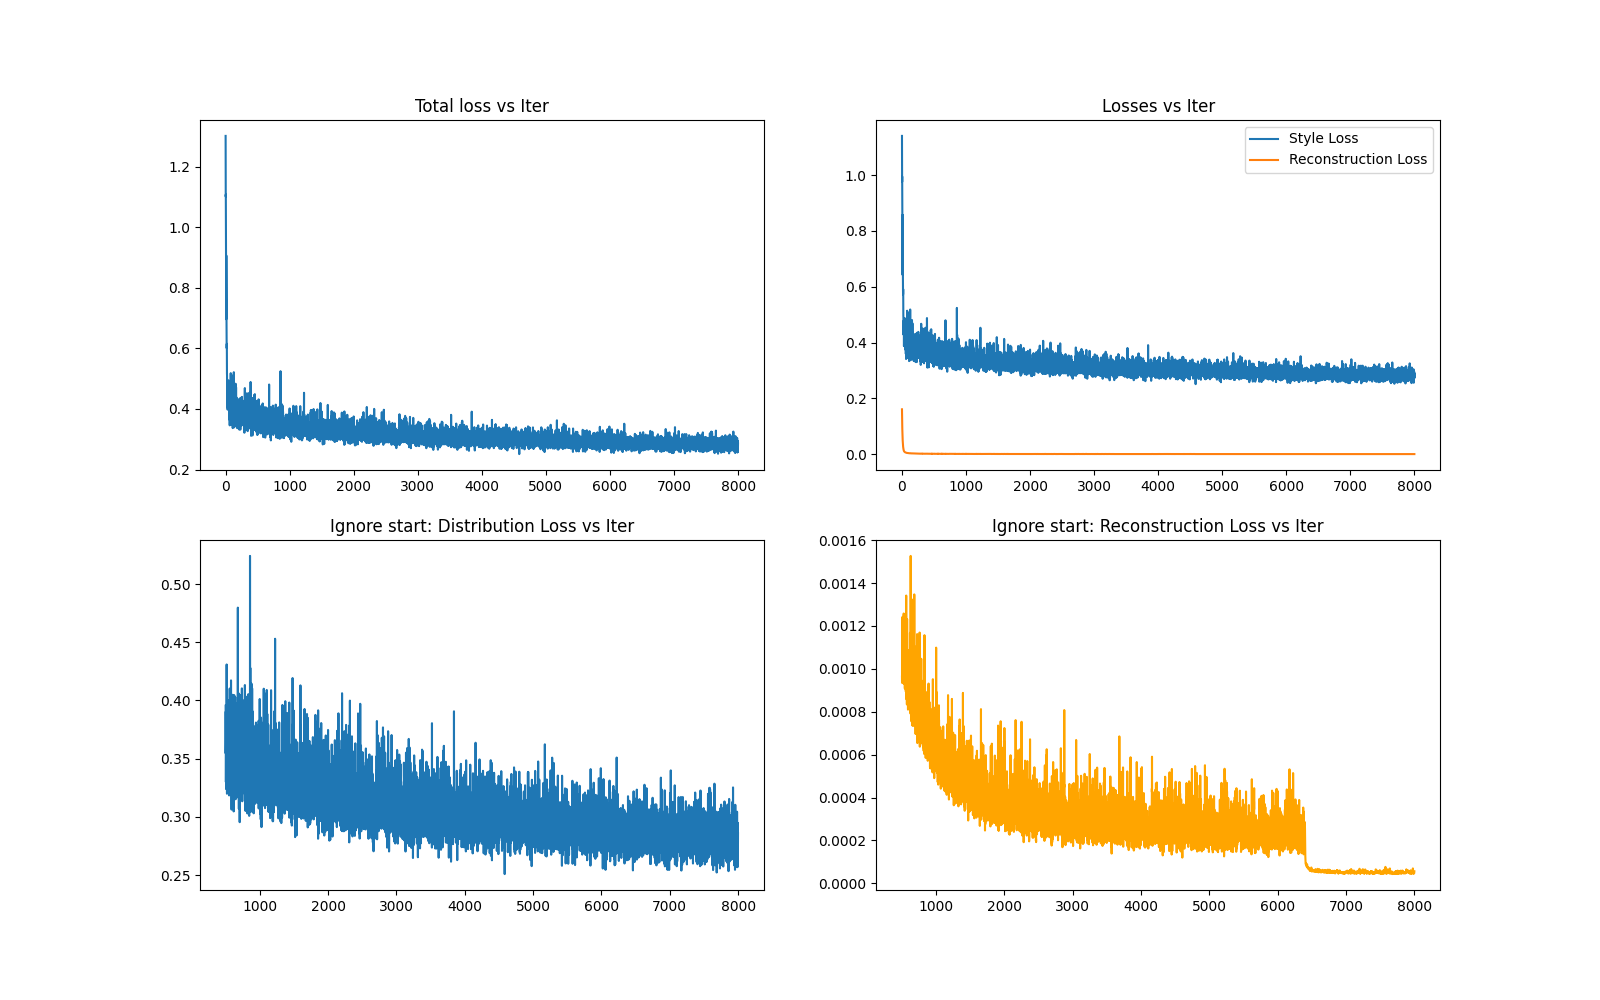 Total loss vs Iter
1.2
1.0
0.8
0.6
0.4
0.2
0 1000 2000 3000 4000 5000 6000 7000 8000
Losses vs Iter
Style Loss
Reconstruction Loss
1.0
0.8
0.6
0.4
0.2
0.0
0 1000 2000 3000 4000 5000 6000 7000 8000
Ignore start: Distribution Loss vs Iter
0.50
0.45
0.40
0.35
0.30
0.25
1000 2000 3000 4000 5000 6000 7000 8000
Ignore start: Reconstruction Loss vs Iter
0.0016
0.0014
0.0012
0.0010
0.0008
0.0006
0.0004
0.0002
0.0000
1000 2000 3000 4000 5000 6000 7000 8000